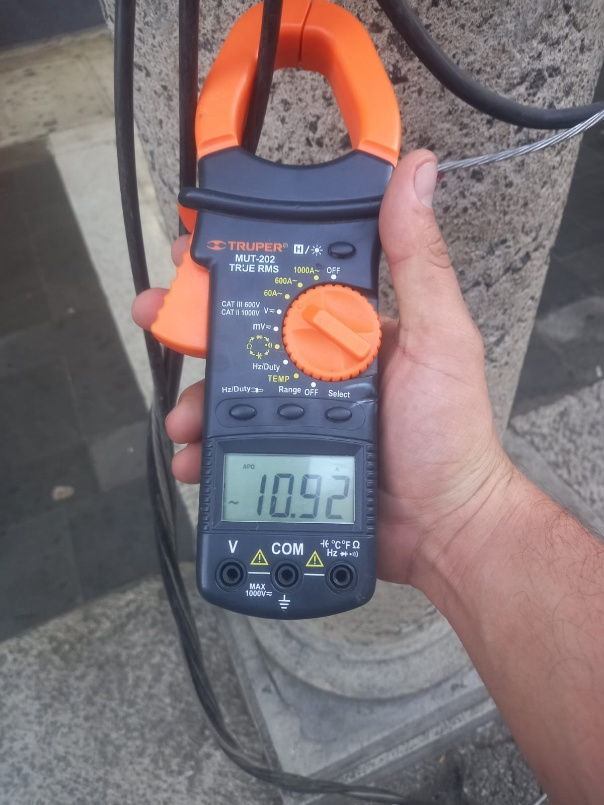 TRUPER® H/
MUT-202
TRUE RMS
1000A~ OFF
600A~
60A~
CAT III 600V
CAT II 1000V
V≂
mV≂
Hz/Duty
TEMP
OFF
Hz/Duty Range Select
APO A
~ 10.92
V COM °C°F Ω
Hz
MAX
1000V≂